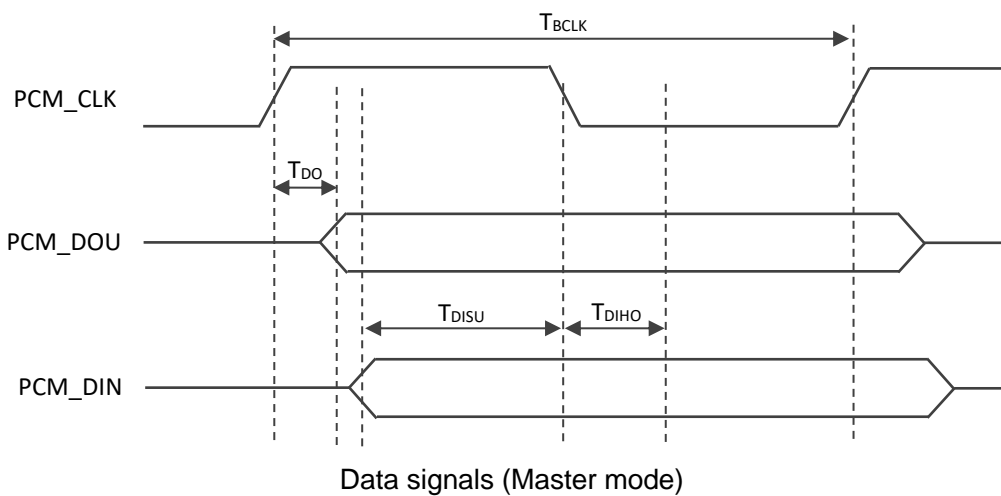 TBCLK
PCM_CLK
TDO
PCM_DOU
TDISU
TDIHO
PCM_DIN
Data signals (Master mode)